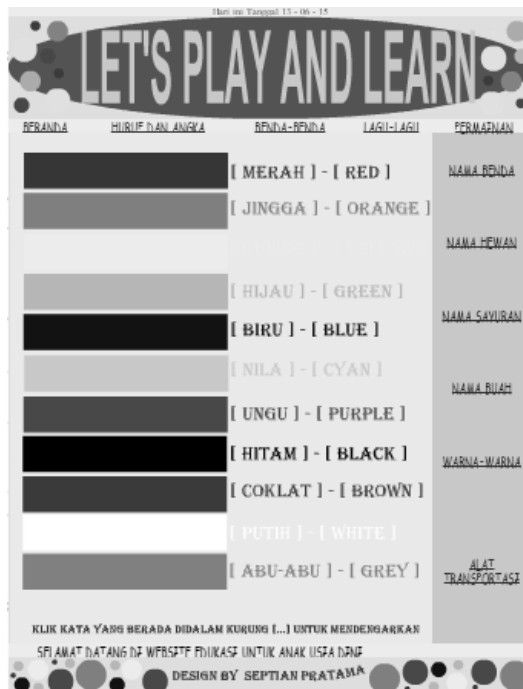 Hari ini Tanggal 13 - 06 - 15
LET'S PLAY AND LEARN
BERANDA HURUF DAN ANGKA BENDA-BENDA LAGU-LAGU PERMAINAN
[ MERAH ] - [ RED ]
[ JINGGA ] - [ ORANGE ]
[ HIJAU ] - [ GREEN ]
[ BIRU ] - [ BLUE ]
[ NILA ] - [ CYAN ]
[ UNGU ] - [ PURPLE ]
[ HITAM ] - [ BLACK ]
[ COKLAT ] - [ BROWN ]
[ PUTIH ] - [ WHITE ]
[ ABU-ABU ] - [ GREY ]
NAMA BENDA
NAMA HEWAN
NAMA SAYURAN
NAMA BUAH
WARNA-WARNA
ALAT
TRANSPORTASI
KLIK KATA YANG BERADA DIDALAM KURUNG [...] UNTUK MENDENGARKAN
SELAMAT DATANG DI WEBSITE EDUKASI UNTUK ANAK USIA DINI
DESIGN BY SEPTIAN PRATAMA